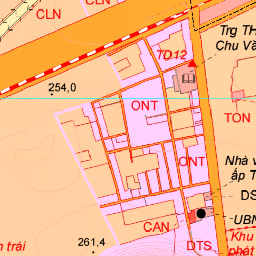 CLN
CLN
Trg TH
Chu Vă
TD12
254,0
ONT
TON
ONT
Nhà v
ấp T
DS
UBN
CAN
Khu
phát
261,4
DTS
n trái